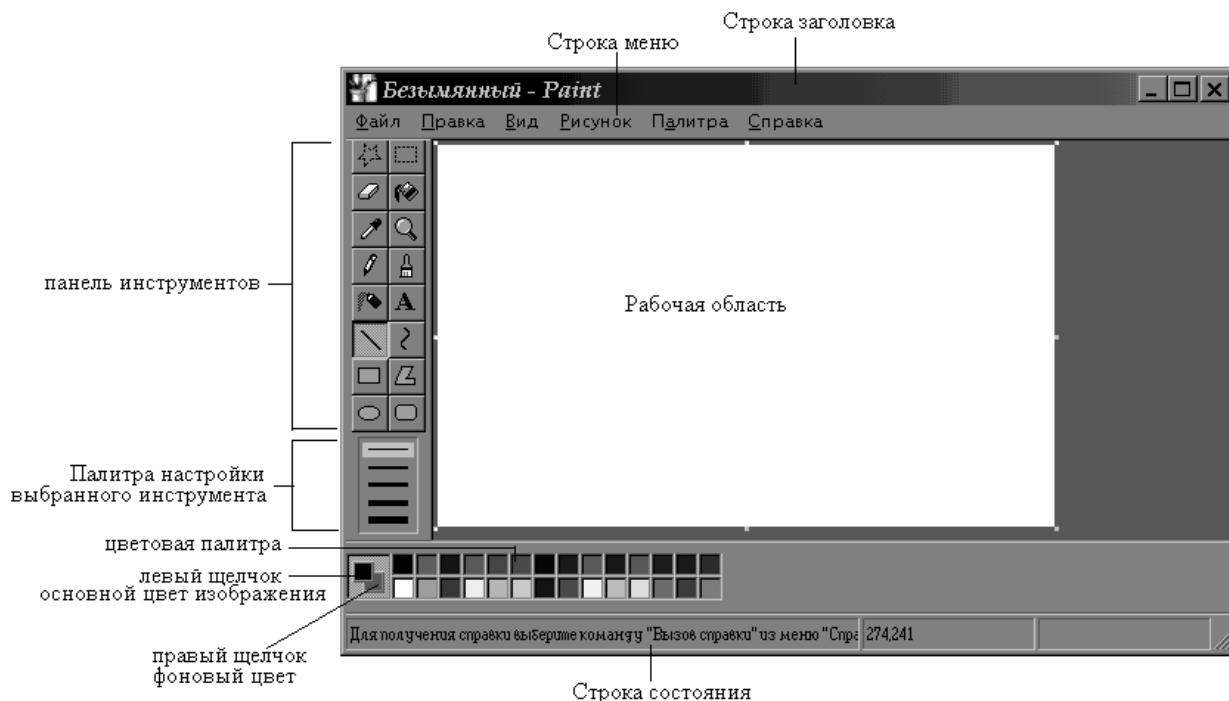 Строка заголовка
Строка меню
Безымянный - Paint
Файл Правка Вид Рисунок Палитра Справка
панель инструментов
A
Рабочая область
Палитра настройки
выбранного инструмента
цветовая палитра
левый щелчок
основной цвет изображения
Для получения справки выберите команду "Вызов справки" из меню "Спра
274,241
правый щелчок
фоновый цвет
Строка состояния